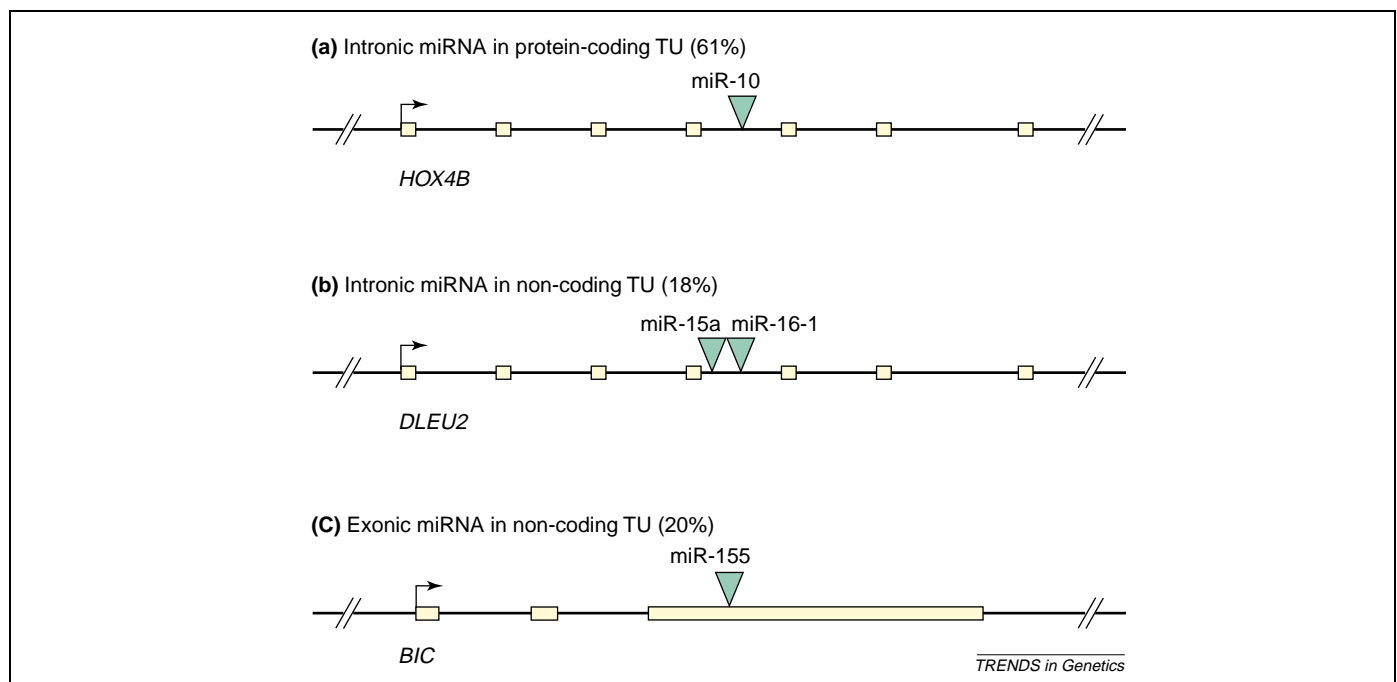 (a) Intronic miRNA in protein-coding TU (61%)
miR-10
HOX4B
(b) Intronic miRNA in non-coding TU (18%)
miR-15a miR-16-1
DLEU2
(C) Exonic miRNA in non-coding TU (20%)
miR-155
BIC
TRENDS in Genetics